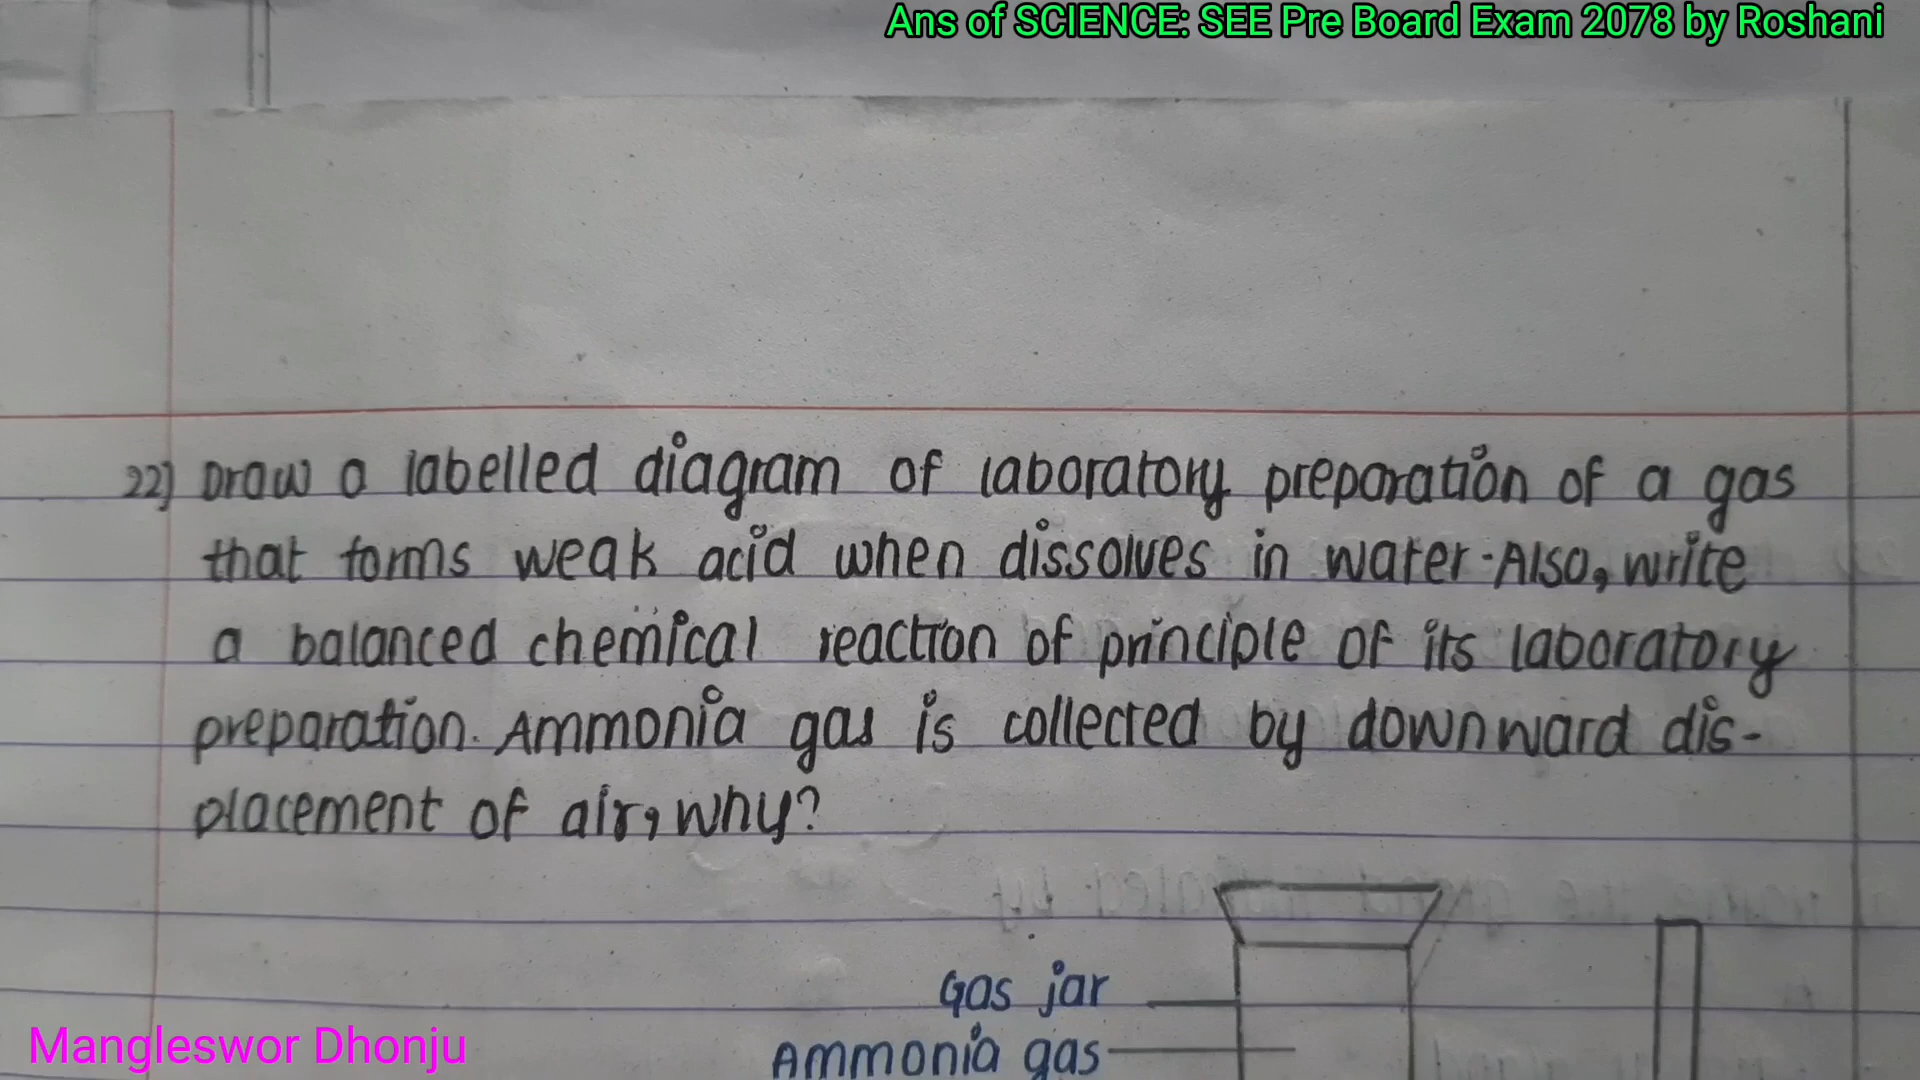 Ans of SCIENCE: SEE Pre Board Exam 2078 by Roshani
22) Draw a labelled diagram of laboratory preparation of a gas
that forms weak acid when dissolves in water. Also, write
a balanced chemical reaction of principle of its laboratory
preparation. Ammonia gas is collected by downward dis-
placement of air, why?
Gas jar
Ammonia gas
Mangleswor Dhonju